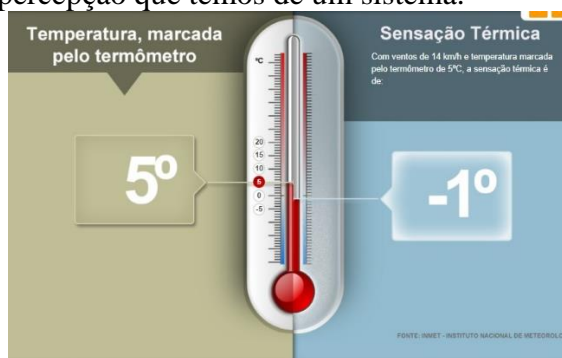 percepção que temos de um sistema.
Temperatura, marcada
pelo termômetro
Sensação Térmica
Com ventos de 14 km/h e temperatura marcada
pelo termômetro de 5ºC, a sensação térmica é
de:
ºC
20
15
10
5
0
-5
5º
-1º
FONTE: INMET - INSTITUTO NACIONAL DE METEOROLO